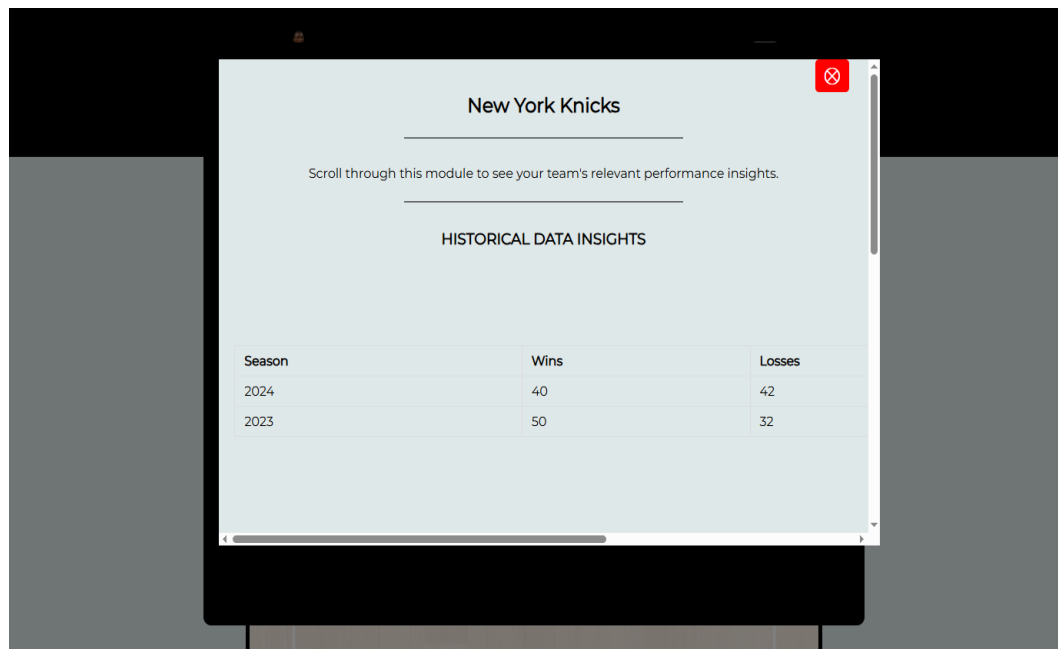 New York Knicks
Scroll through this module to see your team's relevant performance insights.
HISTORICAL DATA INSIGHTS
Season Wins Losses
2024 40 42
2023 50 32